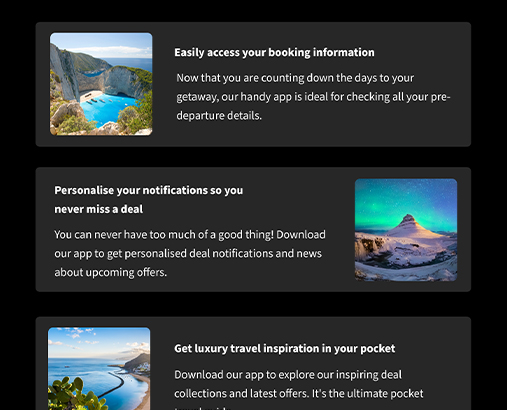 Easily access your booking information
Now that you are counting down the days to your
getaway, our handy app is ideal for checking all your pre-
departure details.
Personalise your notifications so you
never miss a deal
You can never have too much of a good thing! Download
our app to get personalised deal notifications and news
about upcoming offers.
Get luxury travel inspiration in your pocket
Download our app to explore our inspiring deal
collections and latest offers. It's the ultimate pocket